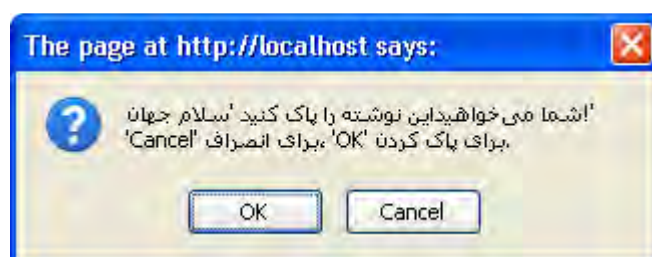 شما می‌خواهیداین نوشته را پاک کنید 'سلام جهان!'
'Cancel' برای انصراف، 'OK' برای پاک کردن.
The page at http://localhost says:
OK
Cancel